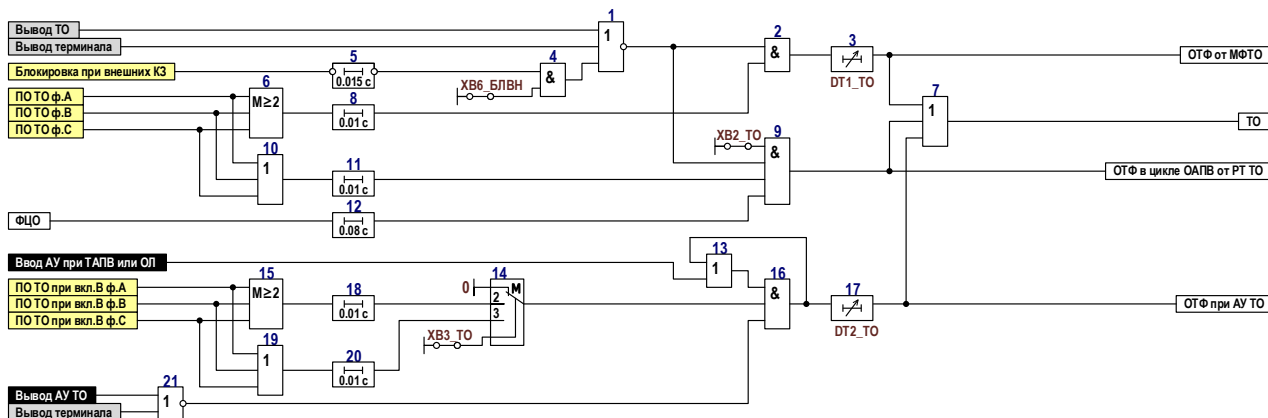 1
Вывод ТО
Вывод терминала
1
2
&
3
DT1_ТО
ОТФ от МФТО
Блокировка при внешних КЗ
5
0.015 с
4
&
XB6_БЛВН
6
M≥2
ПО ТО ф.А
ПО ТО ф.В
ПО ТО ф.С
8
0.01 с
7
1
ТО
XB2_ТО
9
&
10
1
11
0.01 с
ОТФ в цикле ОАПВ от РТ ТО
12
0.08 с
ФЦО
Ввод АУ при ТАПВ или ОЛ
13
1
15
M≥2
ПО ТО при вкл.В ф.А
ПО ТО при вкл.В ф.В
ПО ТО при вкл.В ф.С
18
0.01 с
14
0
M
2
3
16
&
17
DT2_ТО
ОТФ при АУ ТО
XB3_ТО
19
1
20
0.01 с
21
1
Вывод АУ ТО
Вывод терминала